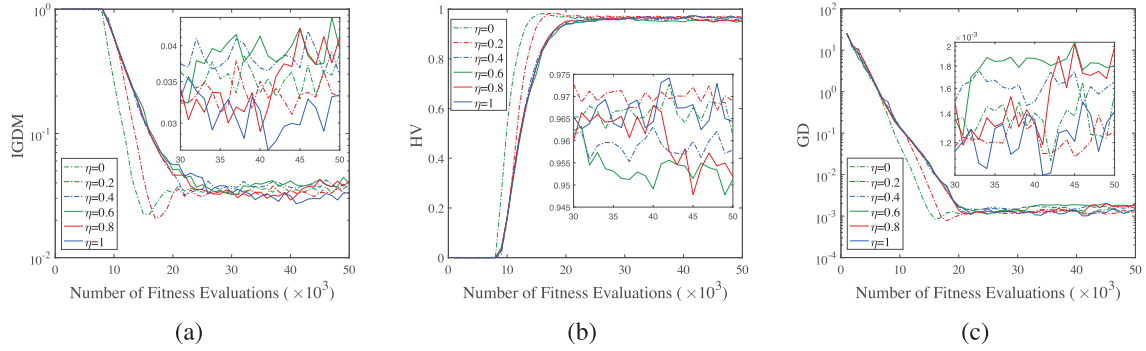 10^0
10^-1
10^-2
IGDM
0 10 20 30 40 50
Number of Fitness Evaluations (×10^3)
η=0
η=0.2
η=0.4
η=0.6
η=0.8
η=1
0.04
0.035
0.03
30 35 40 45 50
(a)
1
0.8
0.6
0.4
0.2
0
HV
0 10 20 30 40 50
Number of Fitness Evaluations (×10^3)
η=0
η=0.2
η=0.4
η=0.6
η=0.8
η=1
0.975
0.97
0.965
0.96
0.955
0.95
0.945
30 35 40 45 50
(b)
10^2
10^1
10^0
10^-1
10^-2
10^-3
10^-4
GD
0 10 20 30 40 50
Number of Fitness Evaluations (×10^3)
η=0
η=0.2
η=0.4
η=0.6
η=0.8
η=1
×10^-3
2
1.8
1.6
1.4
1.2
30 35 40 45 50
(c)